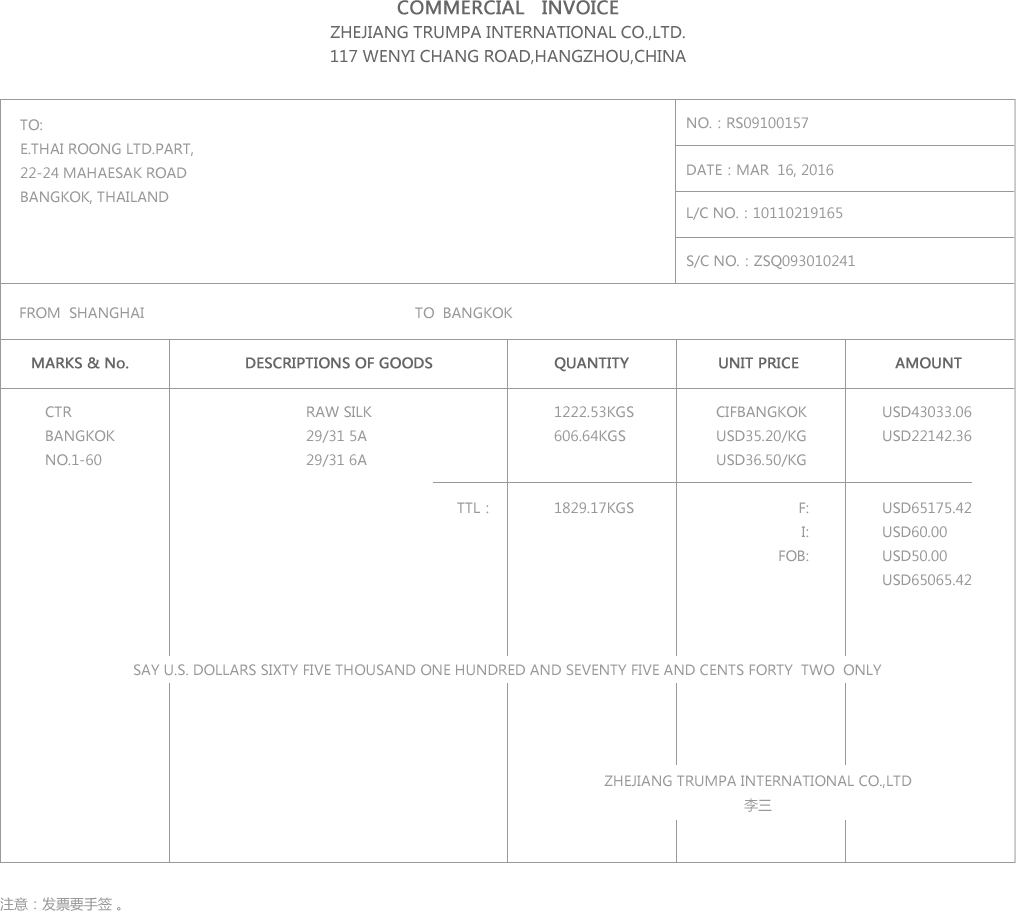 COMMERCIAL INVOICE
ZHEJIANG TRUMPA INTERNATIONAL CO.,LTD.
117 WENYI CHANG ROAD,HANGZHOU,CHINA
TO:
E.THAI ROONG LTD.PART,
22-24 MAHAESAK ROAD
BANGKOK, THAILAND
NO. : RS09100157
DATE : MAR 16, 2016
L/C NO. : 10110219165
S/C NO. : ZSQ093010241
FROM SHANGHAI TO BANGKOK
MARKS & No. DESCRIPTIONS OF GOODS QUANTITY UNIT PRICE AMOUNT
CTR RAW SILK 1222.53KGS CIFBANGKOK USD43033.06
BANGKOK 29/31 5A 606.64KGS USD35.20/KG USD22142.36
NO.1-60 29/31 6A USD36.50/KG
TTL : 1829.17KGS F: USD65175.42
I: USD60.00
FOB: USD50.00
USD65065.42
SAY U.S. DOLLARS SIXTY FIVE THOUSAND ONE HUNDRED AND SEVENTY FIVE AND CENTS FORTY TWO ONLY
ZHEJIANG TRUMPA INTERNATIONAL CO.,LTD
李三
注意：发票要手签 。